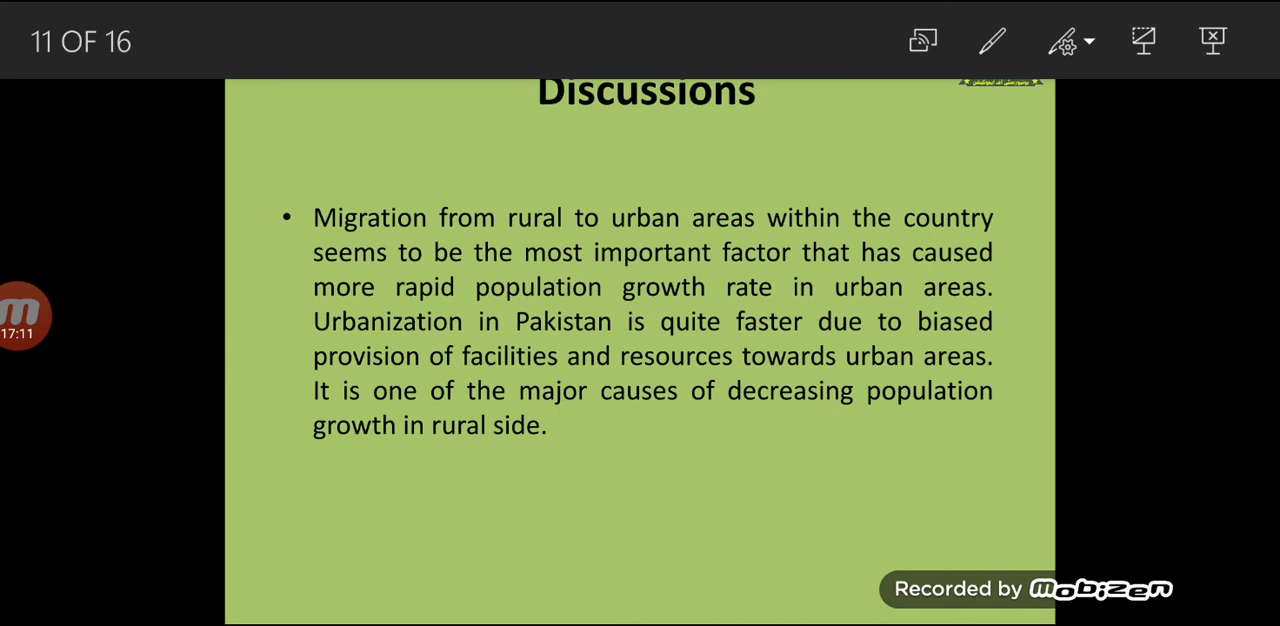 11 OF 16
Discussions
• Migration from rural to urban areas within the country
seems to be the most important factor that has caused
more rapid population growth rate in urban areas.
Urbanization in Pakistan is quite faster due to biased
provision of facilities and resources towards urban areas.
It is one of the major causes of decreasing population
growth in rural side.
17:11
Recorded by mobizen